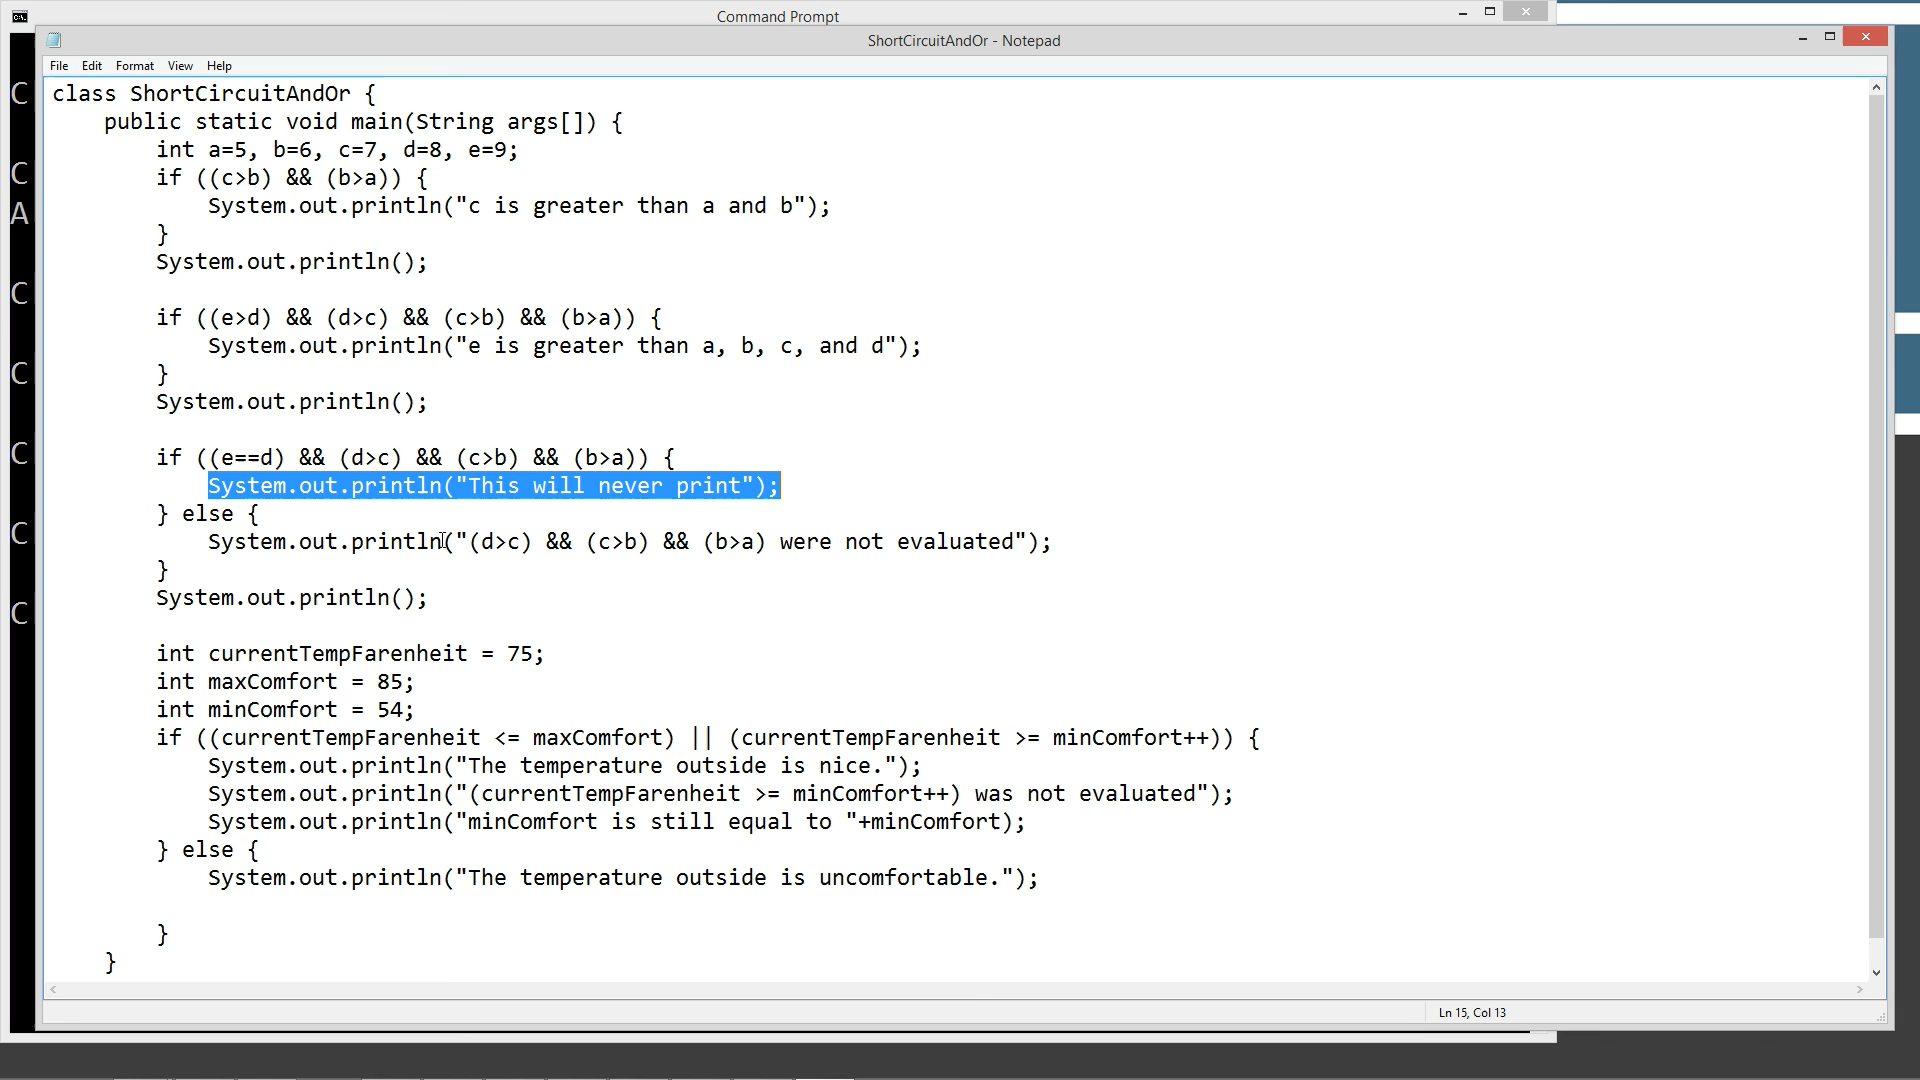 Command Prompt
ShortCircuitAndOr - Notepad
File Edit Format View Help
class ShortCircuitAndOr {
    public static void main(String args[]) {
        int a=5, b=6, c=7, d=8, e=9;
        if ((c>b) && (b>a)) {
            System.out.println("c is greater than a and b");
        }
        System.out.println();

        if ((e>d) && (d>c) && (c>b) && (b>a)) {
            System.out.println("e is greater than a, b, c, and d");
        }
        System.out.println();

        if ((e==d) && (d>c) && (c>b) && (b>a)) {
            System.out.println("This will never print");
        } else {
            System.out.println("(d>c) && (c>b) && (b>a) were not evaluated");
        }
        System.out.println();

        int currentTempFarenheit = 75;
        int maxComfort = 85;
        int minComfort = 54;
        if ((currentTempFarenheit <= maxComfort) || (currentTempFarenheit >= minComfort++)) {
            System.out.println("The temperature outside is nice.");
            System.out.println("(currentTempFarenheit >= minComfort++) was not evaluated");
            System.out.println("minComfort is still equal to "+minComfort);
        } else {
            System.out.println("The temperature outside is uncomfortable.");

        }
    }
Ln 15, Col 13
C
C
A
C
C
C
C
C